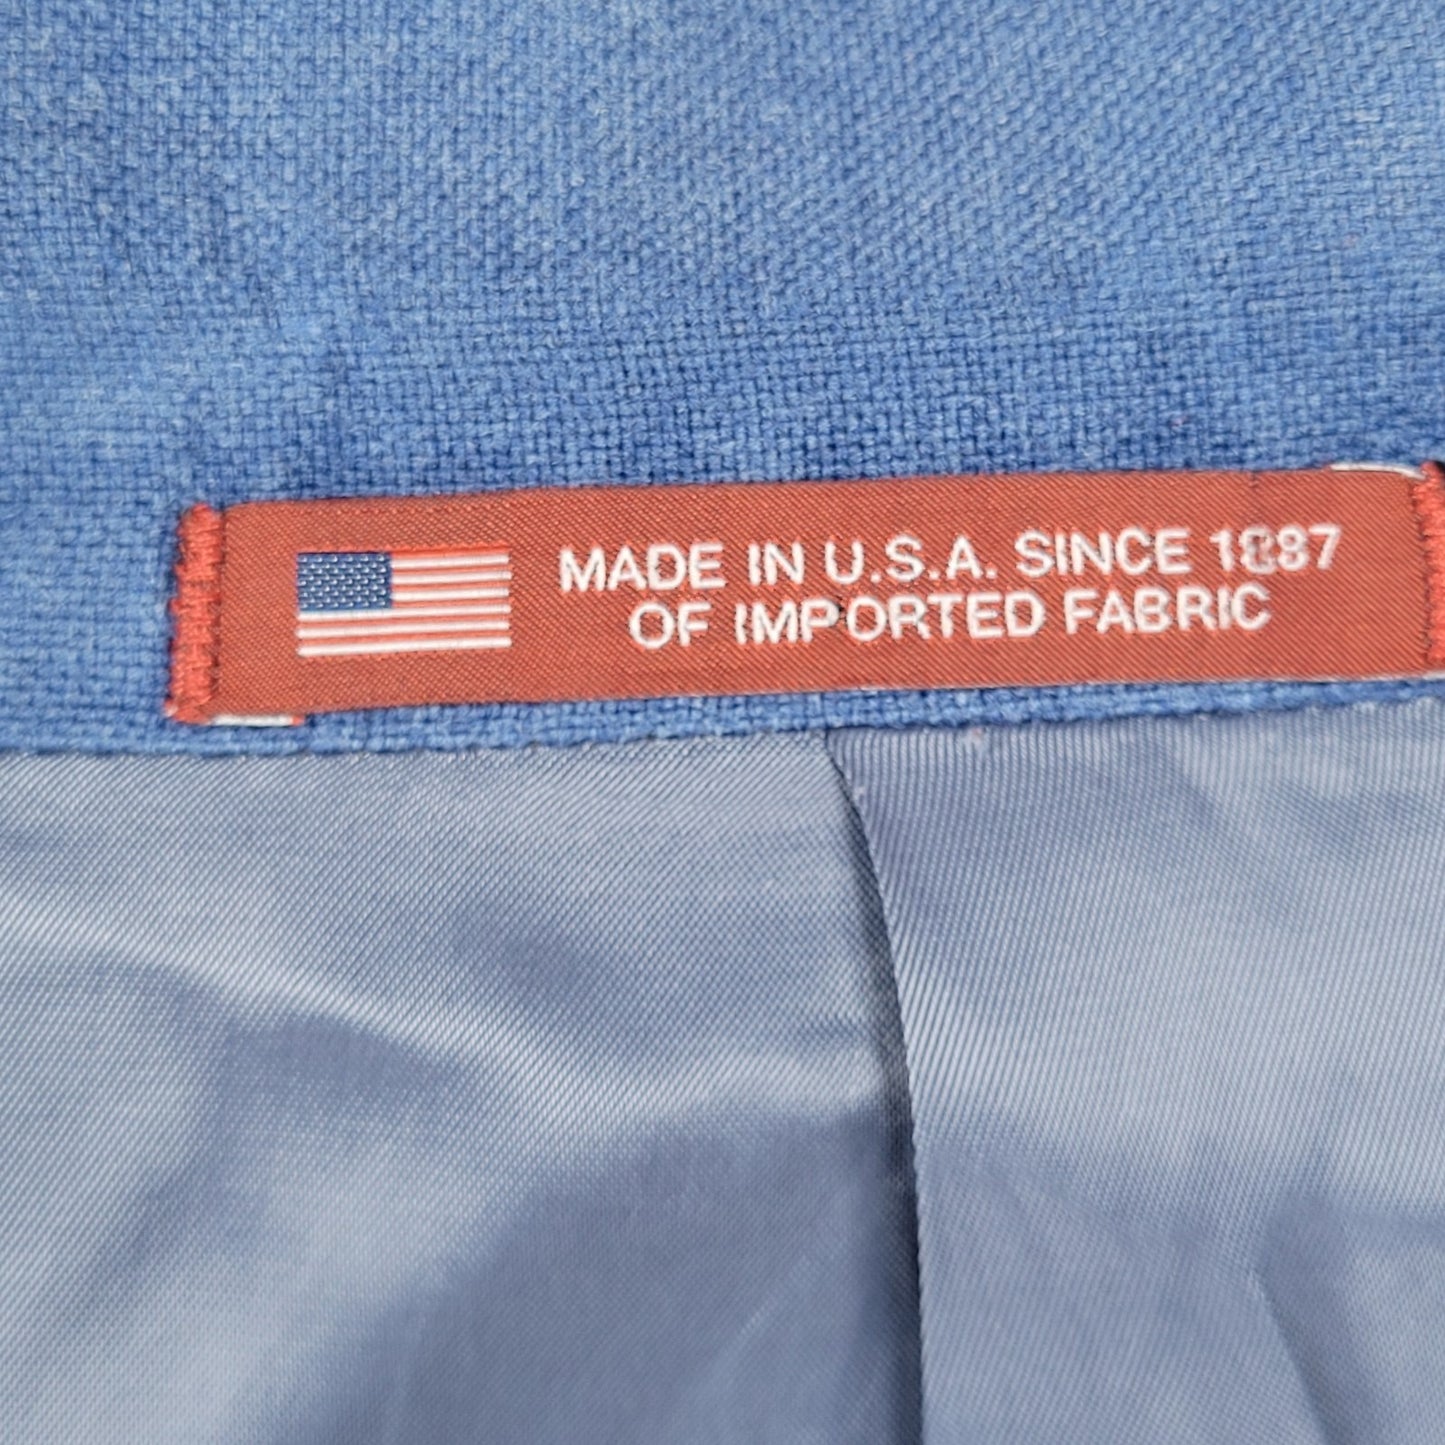 MADE IN U.S.A. SINCE 1887
OF IMPORTED FABRIC